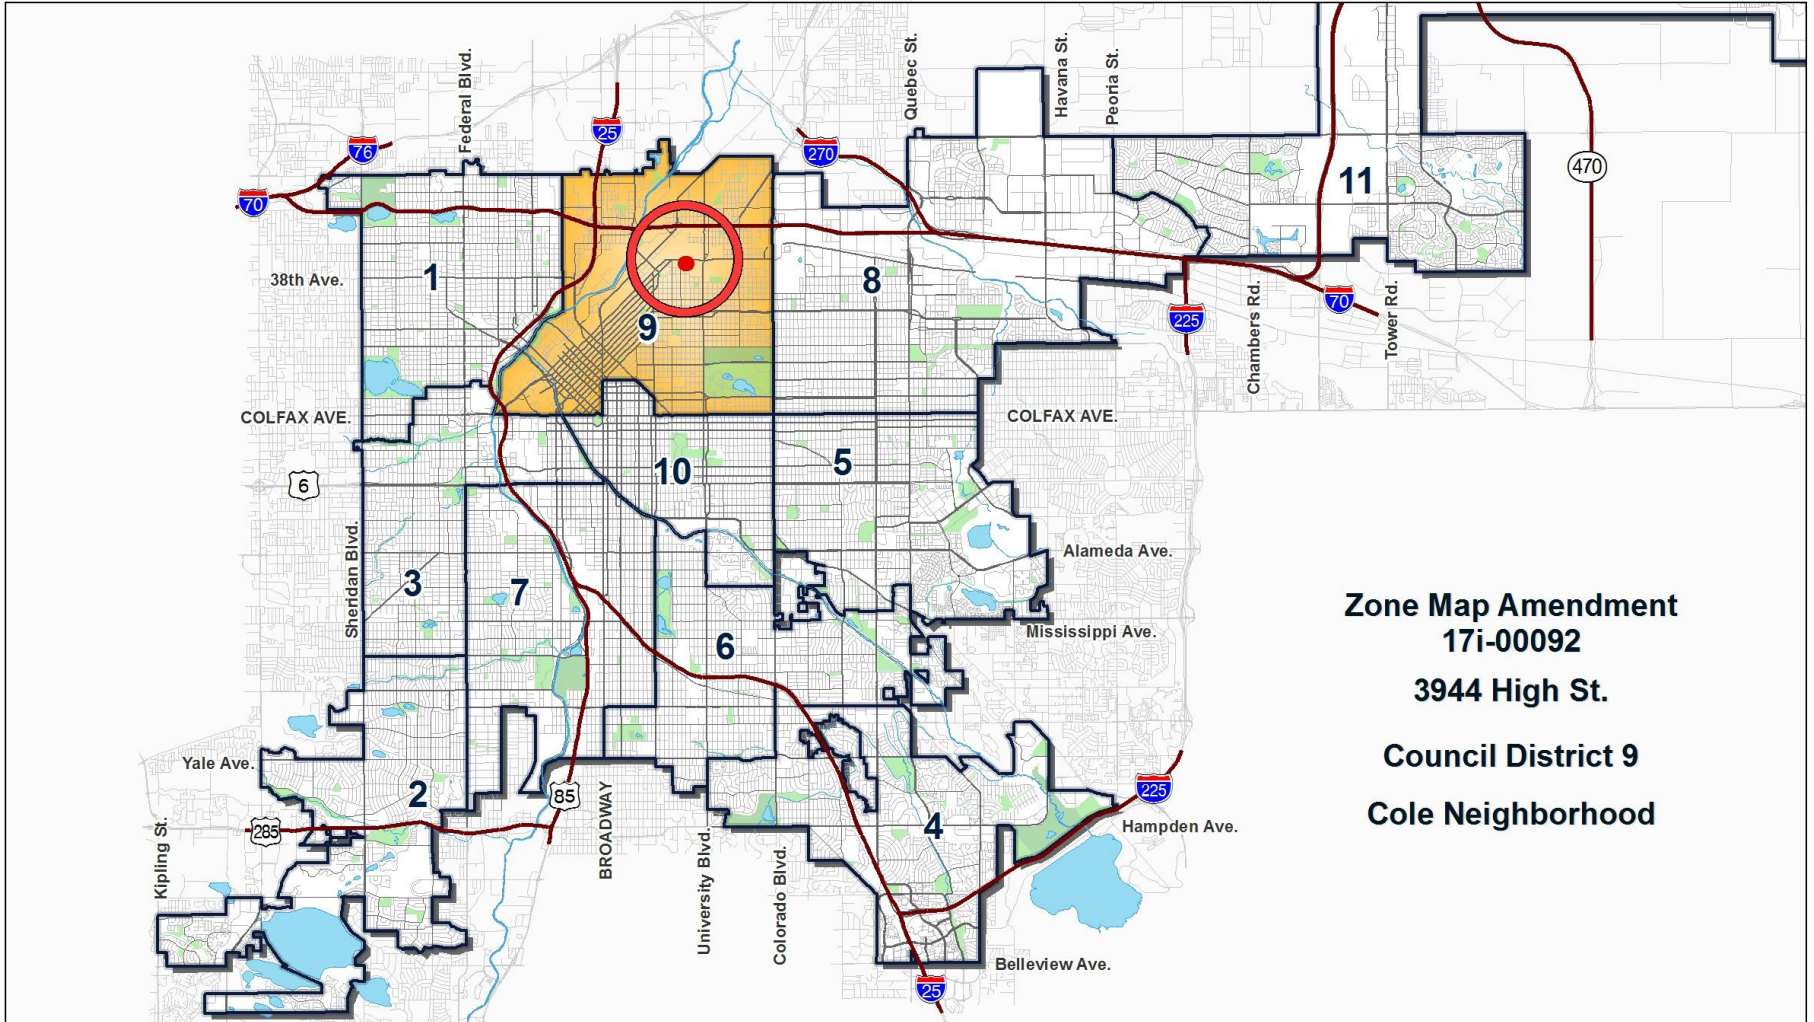 Federal Blvd.
Quebec St.
Havana St.
Peoria St.
25
76
270
470
70
11
1
38th Ave.
8
9
225
70
Chambers Rd.
Tower Rd.
COLFAX AVE.
COLFAX AVE.
10
5
6
Sheridan Blvd.
3
7
Alameda Ave.
Mississippi Ave.
6
Zone Map Amendment
17i-00092
3944 High St.
Council District 9
Cole Neighborhood
Yale Ave.
2
85
BROADWAY
225
285
4
Hampden Ave.
Kipling St.
University Blvd.
Colorado Blvd.
Belleview Ave.
25